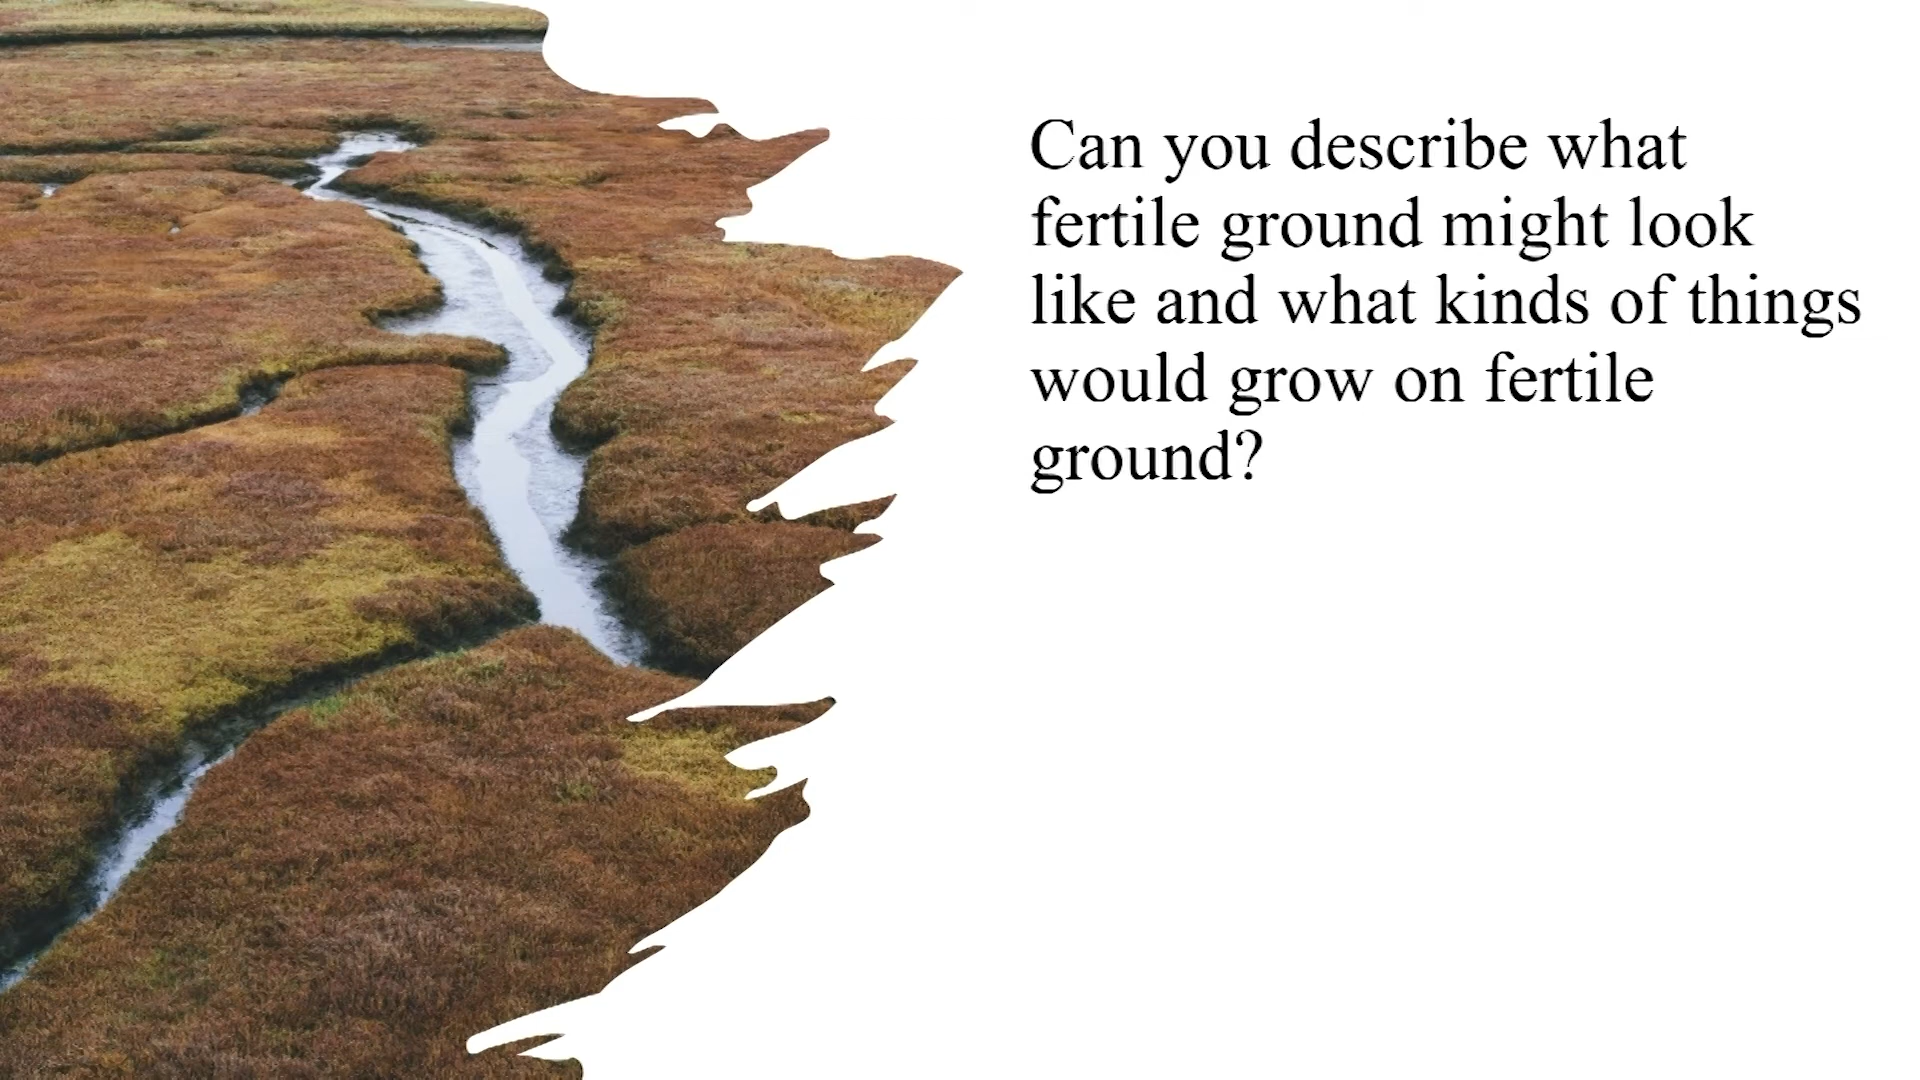 Can you describe what
fertile ground might look
like and what kinds of things
would grow on fertile
ground?